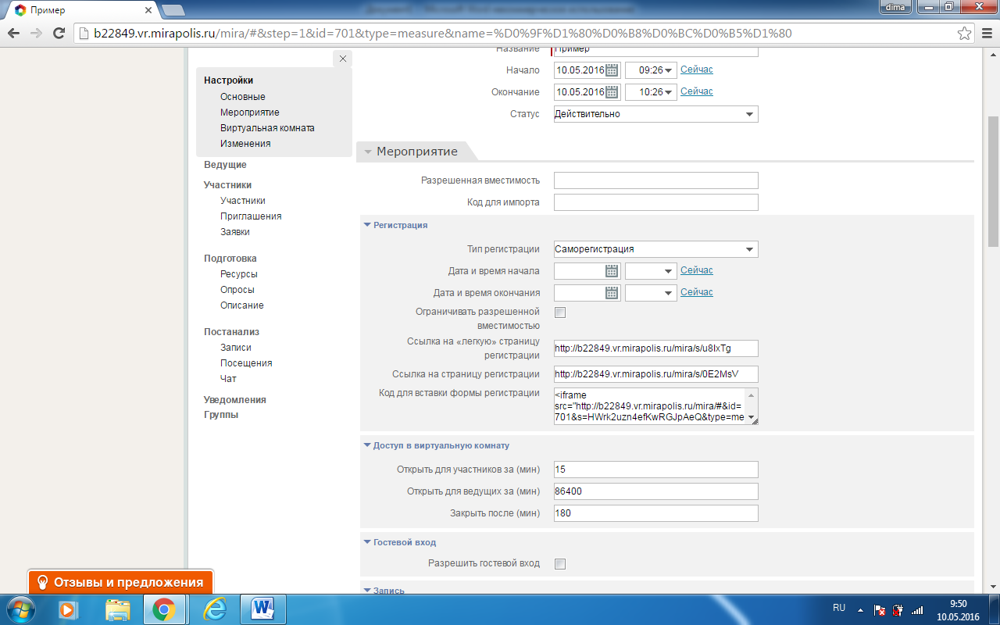 Пример
dima
b22849.vr.mirapolis.ru/mira/#&step=1&id=701&type=measure&name=%D0%9F%D1%80%D0%B8%D0%BC%D0%B5%D1%80
Настройки
Основные
Мероприятие
Виртуальная комната
Изменения
Ведущие
Участники
Участники
Приглашения
Заявки
Подготовка
Ресурсы
Опросы
Описание
Постанализ
Записи
Посещения
Чат
Уведомления
Группы
Название Пример
Начало 10.05.2016 09:26 Сейчас
Окончание 10.05.2016 10:26 Сейчас
Статус Действительно
Мероприятие
Разрешенная вместимость
Код для импорта
Регистрация
Тип регистрации Саморегистрация
Дата и время начала Сейчас
Дата и время окончания Сейчас
Ограничивать разрешенной
вместимостью
Ссылка на «легкую» страницу
регистрации http://b22849.vr.mirapolis.ru/mira/s/u8IxTg
Ссылка на страницу регистрации http://b22849.vr.mirapolis.ru/mira/s/0E2MsV
Код для вставки формы регистрации <iframe
src="http://b22849.vr.mirapolis.ru/mira/#&id=
701&s=HWrk2uzn4efKwRGJpAeQ&type=me
Доступ в виртуальную комнату
Открыть для участников за (мин) 15
Открыть для ведущих за (мин) 86400
Закрыть после (мин) 180
Гостевой вход
Разрешить гостевой вход
Запись
Отзывы и предложения
RU
9:50
10.05.2016